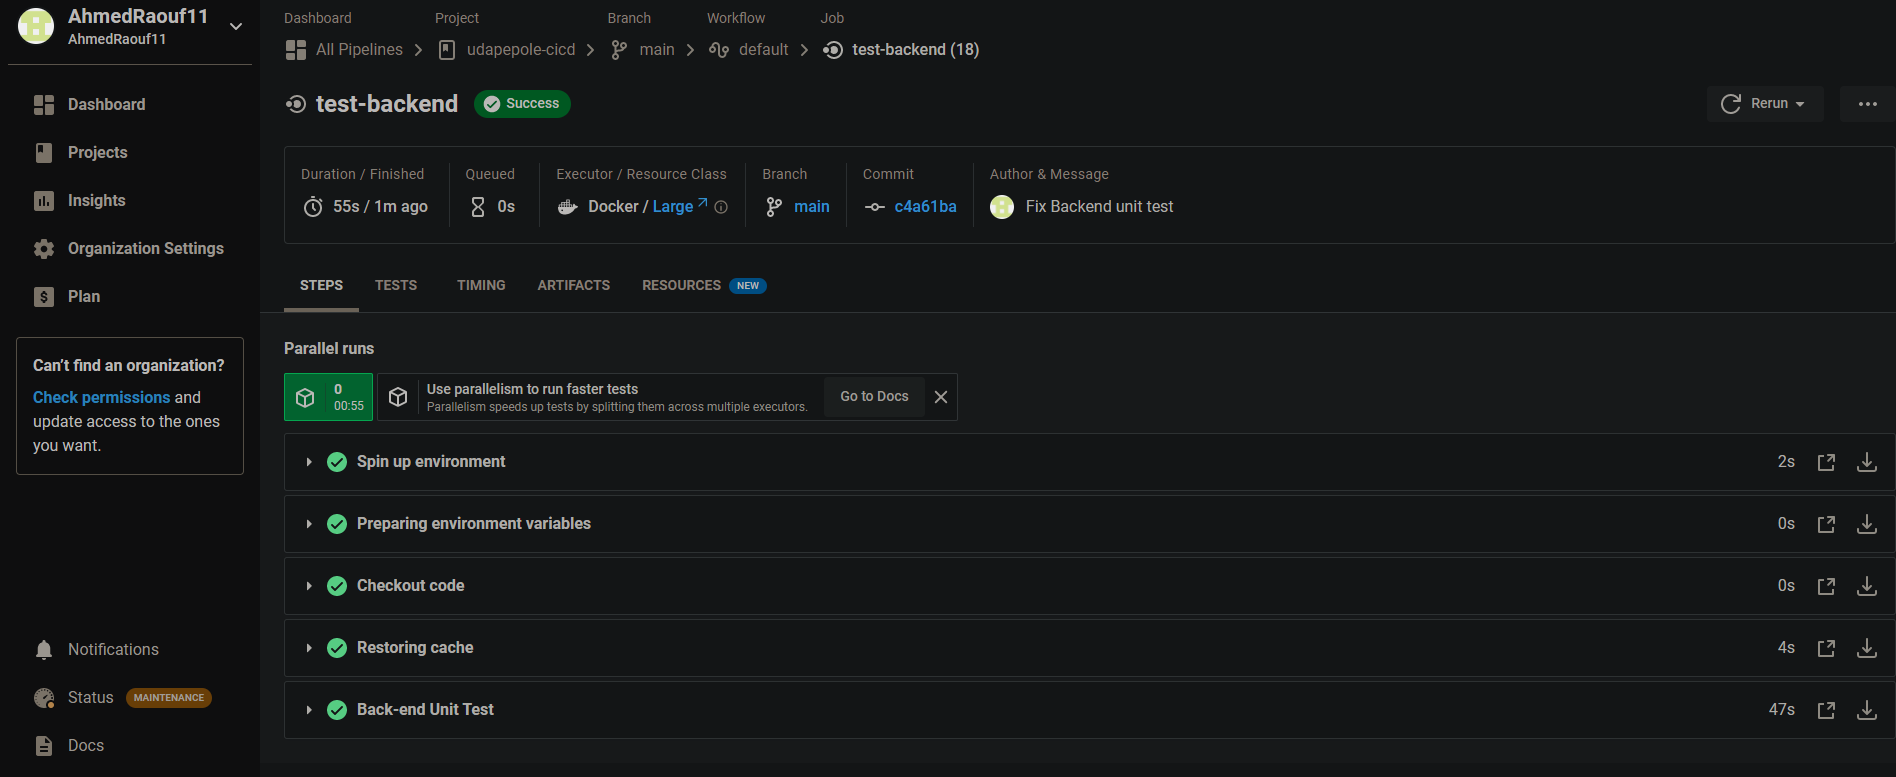 AhmedRaouf11
AhmedRaouf11
Dashboard
Projects
Insights
Organization Settings
Plan
Can't find an organization?
Check permissions and
update access to the ones
you want.
Notifications
Status MAINTENANCE
Docs
Dashboard Project Branch Workflow Job
All Pipelines udapepole-cicd main default test-backend (18)
test-backend Success Rerun
Duration / Finished Queued Executor / Resource Class Branch Commit Author & Message
55s / 1m ago 0s Docker / Large main c4a61ba Fix Backend unit test
STEPS TESTS TIMING ARTIFACTS RESOURCES NEW
Parallel runs
0
00:55
Use parallelism to run faster tests
Parallelism speeds up tests by splitting them across multiple executors.
Go to Docs
Spin up environment 2s
Preparing environment variables 0s
Checkout code 0s
Restoring cache 4s
Back-end Unit Test 47s